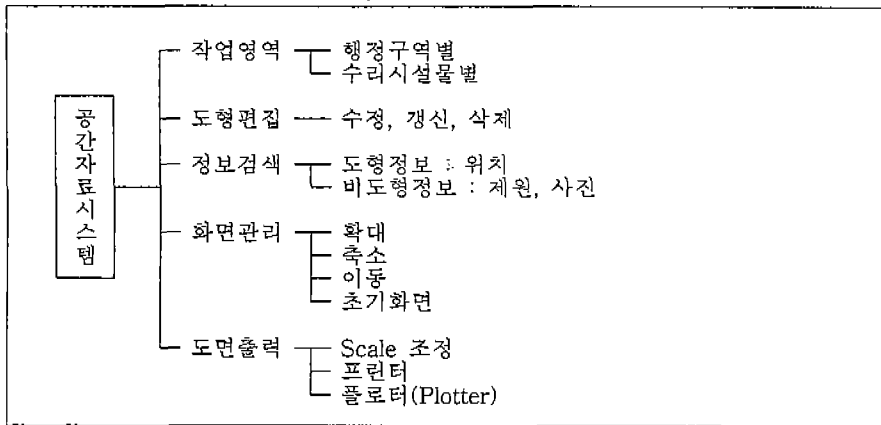 공간자료시스템
작업영역 행정구역별
수리시설물별
도형편집 수정, 갱신, 삭제
정보검색 도형정보 : 위치
비도형정보 : 제원, 사진
화면관리 확대
축소
이동
초기화면
도면출력 Scale 조정
프린터
플로터(Plotter)